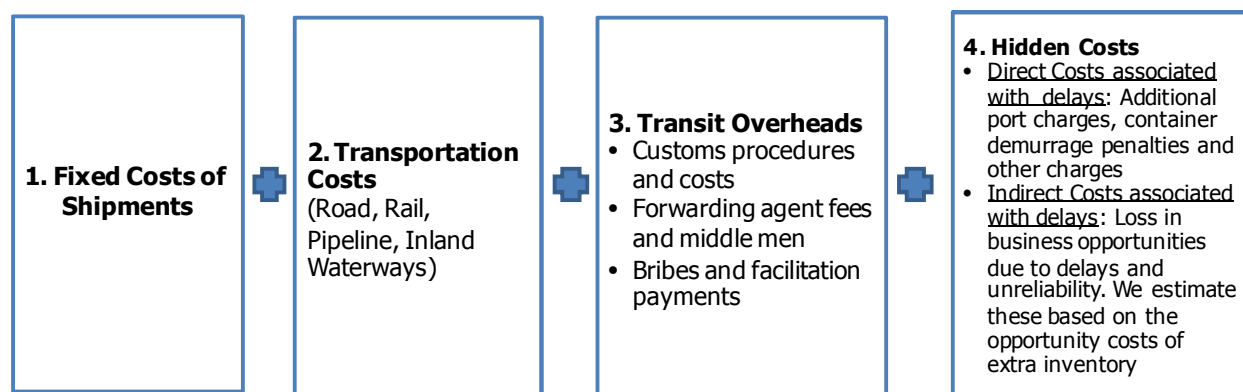 1. Fixed Costs of
Shipments
2. Transportation
Costs
(Road, Rail,
Pipeline, Inland
Waterways)
3. Transit Overheads
• Customs procedures
and costs
• Forwarding agent fees
and middle men
• Bribes and facilitation
payments
4. Hidden Costs
• Direct Costs associated
with delays: Additional
port charges, container
demurrage penalties and
other charges
• Indirect Costs associated
with delays: Loss in
business opportunities
due to delays and
unreliability. We estimate
these based on the
opportunity costs of
extra inventory